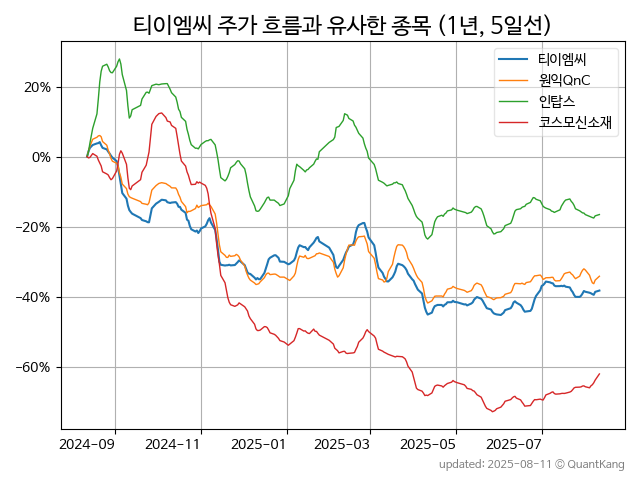 티이엠씨 주가 흐름과 유사한 종목 (1년, 5일선)
티이엠씨
원익QnC
인탑스
코스모신소재
20%
0%
−20%
−40%
−60%
2024-09 2024-11 2025-01 2025-03 2025-05 2025-07
updated: 2025-08-11 © QuantKang